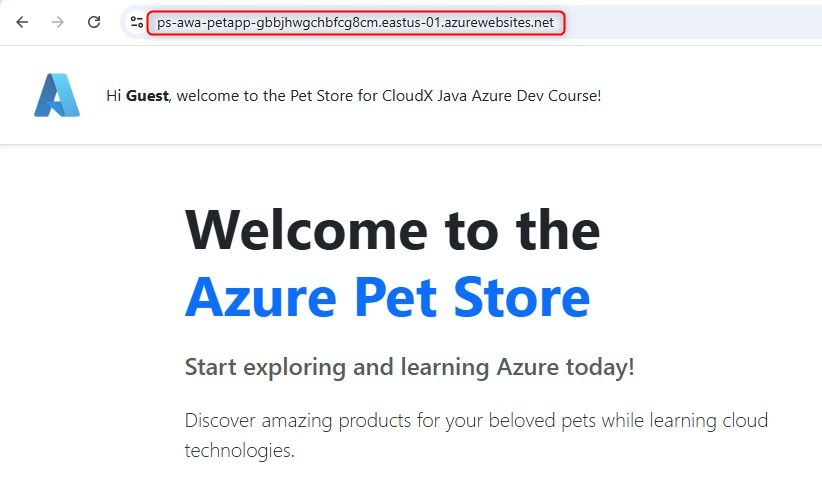 ps-awa-petapp-gbbjhwgchbfcg8cm.eastus-01.azurewebsites.net
Hi Guest, welcome to the Pet Store for CloudX Java Azure Dev Course!
Welcome to the
Azure Pet Store
Start exploring and learning Azure today!
Discover amazing products for your beloved pets while learning cloud
technologies.